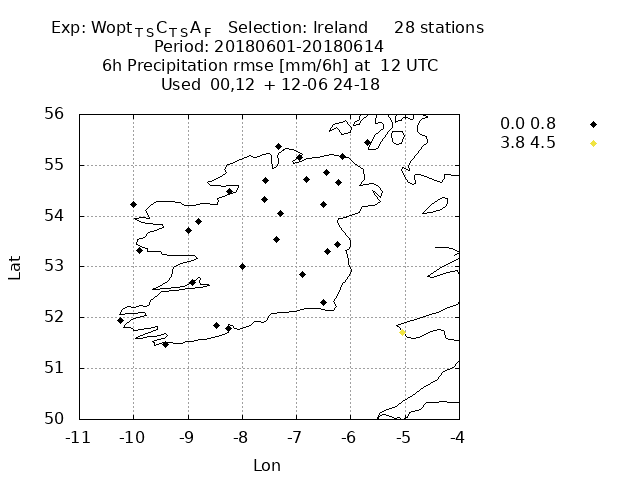 Exp: Wopt T S C T S A F   Selection: Ireland     28 stations
Period: 20180601-20180614
6h Precipitation rmse [mm/6h] at  12 UTC
Used  00,12  + 12-06 24-18
0.0 0.8
3.8 4.5
56
55
54
53
52
51
50
Lat
-11 -10 -9 -8 -7 -6 -5 -4
Lon